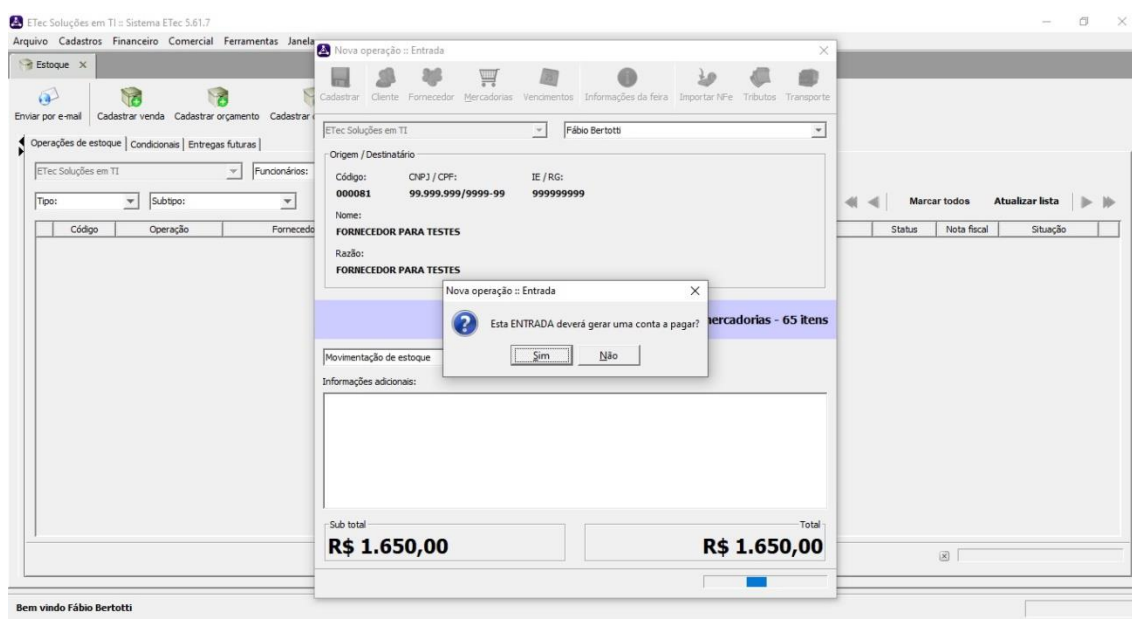 ETec Soluções em TI :: Sistema ETec 5.61.7
Arquivo Cadastros Financeiro Comercial Ferramentas Janela
Estoque
Enviar por e-mail Cadastrar venda Cadastrar orçamento Cadastrar
Operações de estoque Condicionais Entregas futuras
ETec Soluções em TI Funcionários:
Tipo: Subtipo: Marcar todos Atualizar lista
Código Operação Fornecedo Status Nota fiscal Situação
Nova operação :: Entrada
Cadastrar Cliente Fornecedor Mercadorias Vencimentos Informações da feira Importar NFe Tributos Transporte
ETec Soluções em TI Fábio Bertotti
Origem / Destinatário
Código: CNPJ / CPF: IE / RG:
000081 99.999.999/9999-99 999999999
Nome:
FORNECEDOR PARA TESTES
Razão:
FORNECEDOR PARA TESTES
Nova operação :: Entrada
Esta ENTRADA deverá gerar uma conta a pagar?
Sim Não
mercadorias - 65 itens
Movimentação de estoque
Informações adicionais:
Sub total Total
R$ 1.650,00 R$ 1.650,00
Bem vindo Fábio Bertotti